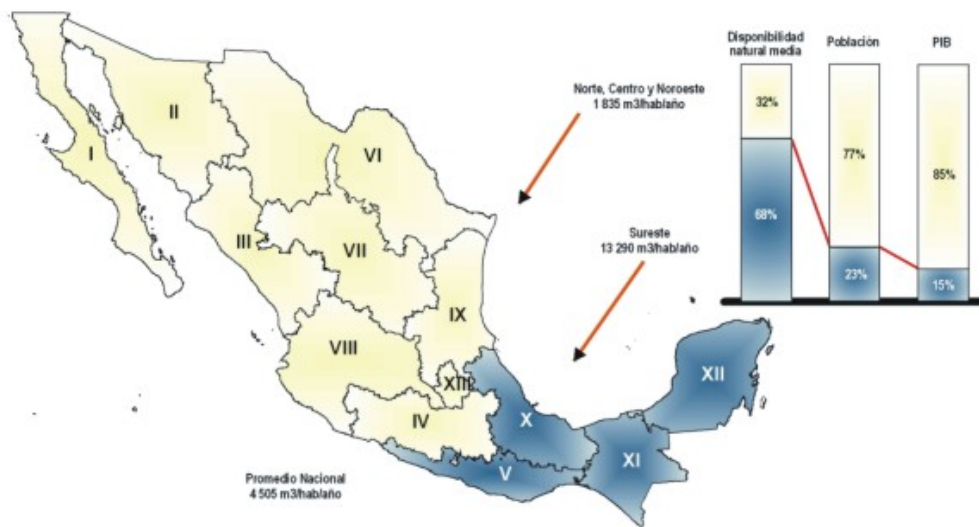 Disponibilidad
natural media
Población
PIB
Norte, Centro y Noroeste
1 835 m3/hab/año
32%
77%
85%
68%
23%
15%
Sureste
13 290 m3/hab/año
I
II
VI
III
VII
IX
VIII
XIII
IV
X
XII
V
XI
Promedio Nacional
4 505 m3/hab/año